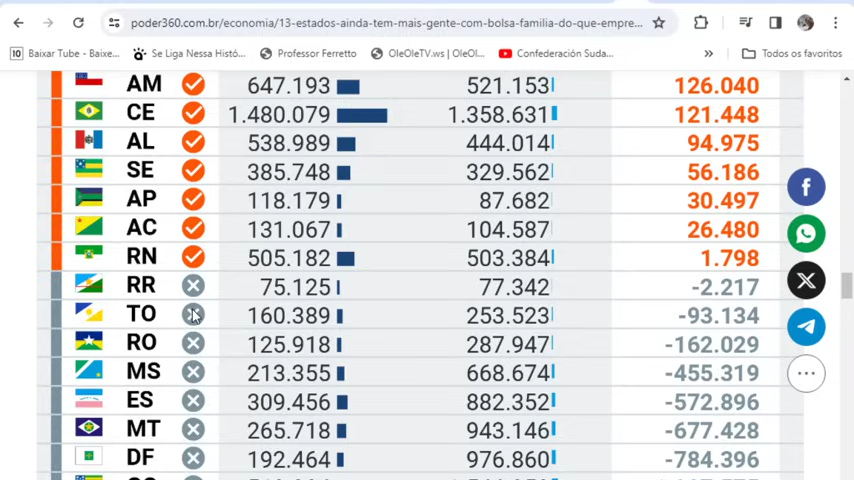 poder360.com.br/economia/13-estados-ainda-tem-mais-gente-com-bolsa-familia-do-que-empre...
10 Baixar Tube - Baixe... Se Liga Nessa Histó... Professor Ferretto OleOleTV.ws | OleOl... Confederación Suda... » Todos os favoritos
AM 647.193 521.153 126.040
CE 1.480.079 1.358.631 121.448
AL 538.989 444.014 94.975
SE 385.748 329.562 56.186
AP 118.179 87.682 30.497
AC 131.067 104.587 26.480
RN 505.182 503.384 1.798
RR 75.125 77.342 -2.217
TO 160.389 253.523 -93.134
RO 125.918 287.947 -162.029
MS 213.355 668.674 -455.319
ES 309.456 882.352 -572.896
MT 265.718 943.146 -677.428
DF 192.464 976.860 -784.396